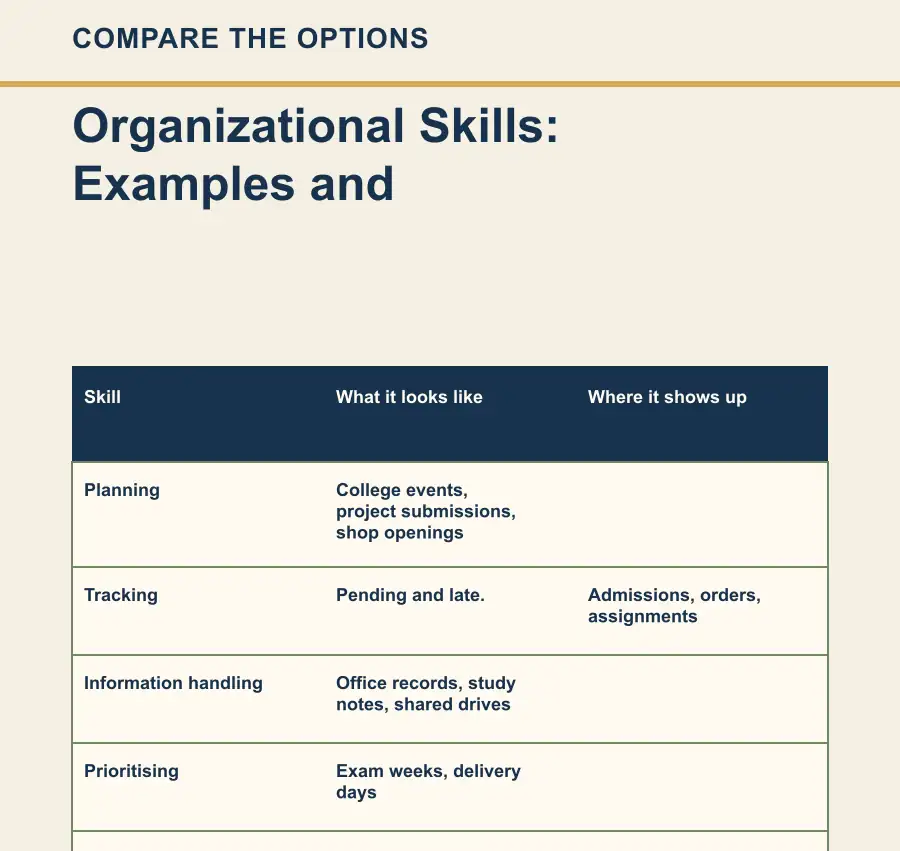 COMPARE THE OPTIONS
Organizational Skills:
Examples and
Skill
What it looks like
Where it shows up
Planning
College events,
project submissions,
shop openings
Tracking
Pending and late.
Admissions, orders,
assignments
Information handling
Office records, study
notes, shared drives
Prioritising
Exam weeks, delivery
days